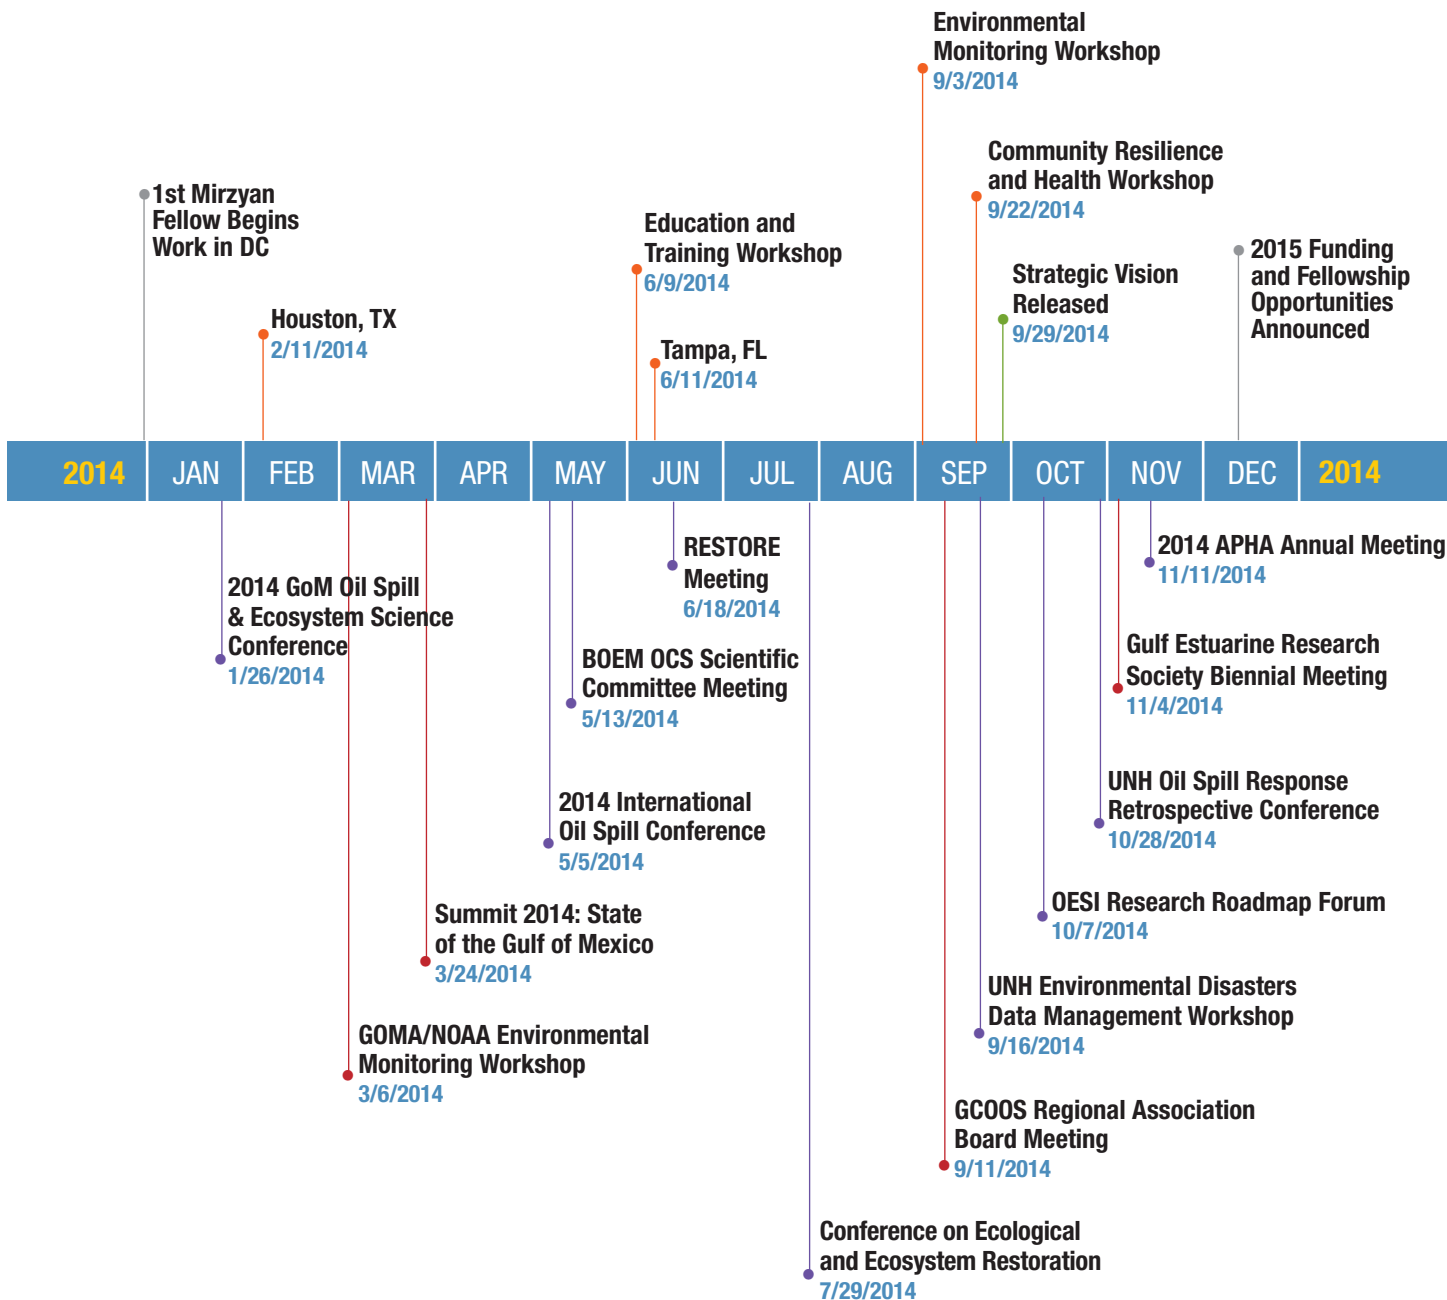 Environmental
Monitoring Workshop
9/3/2014
Community Resilience
and Health Workshop
9/22/2014
1st Mirzyan
Fellow Begins
Work in DC
Education and
Training Workshop
6/9/2014
Strategic Vision
Released
9/29/2014
2015 Funding
and Fellowship
Opportunities
Announced
Houston, TX
2/11/2014
Tampa, FL
6/11/2014
2014 JAN FEB MAR APR MAY JUN JUL AUG SEP OCT NOV DEC 2014
2014 GoM Oil Spill
& Ecosystem Science
Conference
1/26/2014
RESTORE
Meeting
6/18/2014
2014 APHA Annual Meeting
11/11/2014
BOEM OCS Scientific
Committee Meeting
5/13/2014
Gulf Estuarine Research
Society Biennial Meeting
11/4/2014
2014 International
Oil Spill Conference
5/5/2014
UNH Oil Spill Response
Retrospective Conference
10/28/2014
Summit 2014: State
of the Gulf of Mexico
3/24/2014
OESI Research Roadmap Forum
10/7/2014
GOMA/NOAA Environmental
Monitoring Workshop
3/6/2014
UNH Environmental Disasters
Data Management Workshop
9/16/2014
GCOOS Regional Association
Board Meeting
9/11/2014
Conference on Ecological
and Ecosystem Restoration
7/29/2014